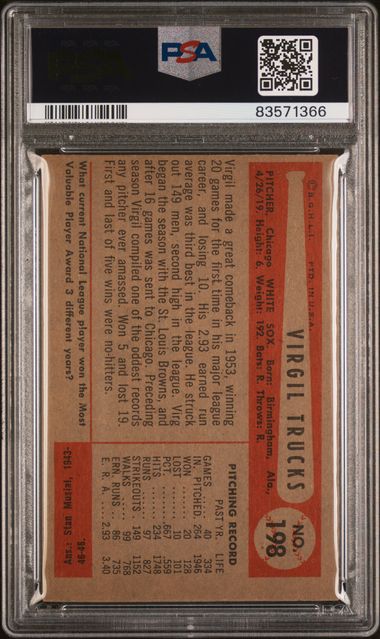 PSA
83571366
©B.G.H.L.I. PTD. IN U.S.A.
VIRGIL TRUCKS
NO. 198
PITCHER, Chicago WHITE SOX. Born: Birmingham, Ala.,
4/26/19. Height: 6. Weight: 192. Bats: R. Throws: R.
Virgil made a great comeback in 1953, winning
20 games for the first time in his major league
career, and losing 10. His 2.93 earned run
average was third best in the league. He struck
out 149 men, second high in the league. Virg
began the season with the St. Louis Browns, and
after 16 games was sent to Chicago. Preceding
season Virgil compiled one of the oddest records
any pitcher ever amassed. Won 5 and lost 19.
First and last of five wins were no-hitters.
PITCHING RECORD
PAST YR. LIFE
GAMES 40 334
IN PITCHED 264 1946
WON 20 128
LOST 10 101
PCT. .667 .559
HITS 234 1748
RUNS 97 827
STRIKEOUTS 149 1152
WALKS 99 768
ERN. RUNS 86 735
E. R. A. 2.93 3.40
What current National League player won the Most
Valuable Player Award 3 different years?
Ans: Stan Musial, 1943-
46-48.